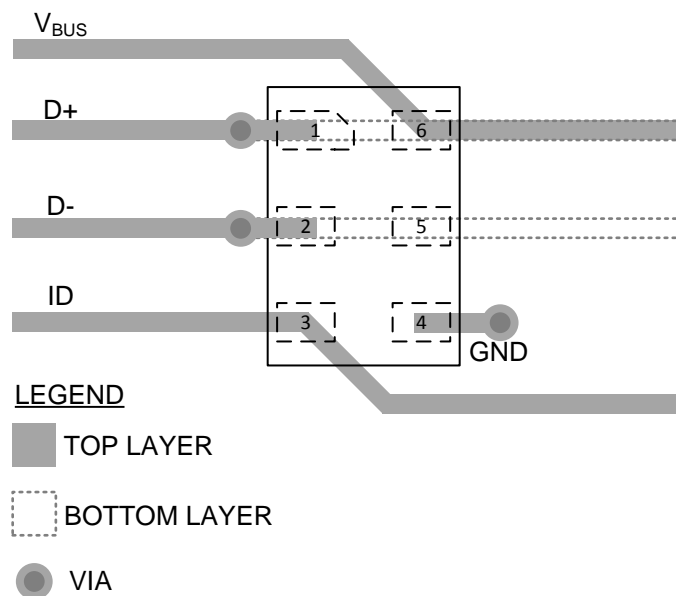 VBUS
D+
1
6
D-
2
5
ID
3
4
GND
LEGEND
TOP LAYER
BOTTOM LAYER
VIA